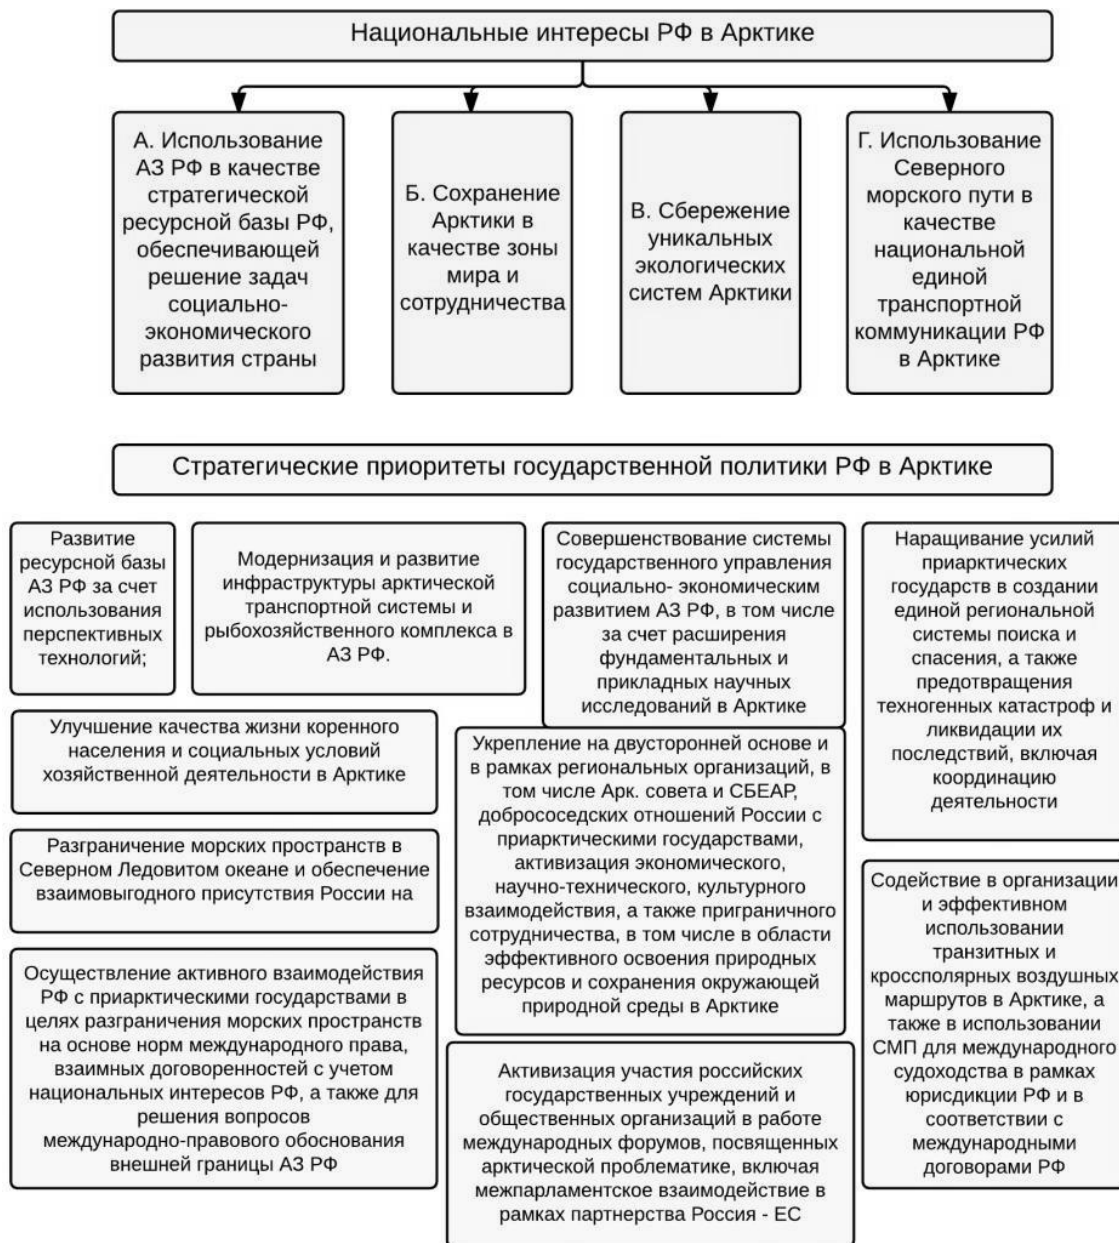 Национальные интересы РФ в Арктике
А. Использование
АЗ РФ в качестве
стратегической
ресурсной базы РФ,
обеспечивающей
решение задач
социально-
экономического
развития страны
Б. Сохранение
Арктики в
качестве зоны
мира и
сотрудничества
В. Сбережение
уникальных
экологических
систем Арктики
Г. Использование
Северного
морского пути в
качестве
национальной
единой
транспортной
коммуникации РФ
в Арктике
Стратегические приоритеты государственной политики РФ в Арктике
Развитие
ресурсной базы
АЗ РФ за счет
использования
перспективных
технологий;
Модернизация и развитие
инфраструктуры арктической
транспортной системы и
рыбохозяйственного комплекса в
АЗ РФ.
Совершенствование системы
государственного управления
социально- экономическим
развитием АЗ РФ, в том числе
за счет расширения
фундаментальных и
прикладных научных
исследований в Арктике
Наращивание усилий
приарктических
государств в создании
единой региональной
системы поиска и
спасения, а также
предотвращения
техногенных катастроф и
ликвидации их
последствий, включая
координацию
деятельности
Улучшение качества жизни коренного
населения и социальных условий
хозяйственной деятельности в Арктике
Укрепление на двусторонней основе и
в рамках региональных организаций, в
том числе Арк. совета и СБЕАР,
добрососедских отношений России с
приарктическими государствами,
активизация экономического,
научно-технического, культурного
взаимодействия, а также приграничного
сотрудничества, в том числе в области
эффективного освоения природных
ресурсов и сохранения окружающей
природной среды в Арктике
Разграничение морских пространств в
Северном Ледовитом океане и обеспечение
взаимовыгодного присутствия России на
Содействие в организации
и эффективном
использовании
транзитных и
кроссполярных воздушных
маршрутов в Арктике, а
также в использовании
СМП для международного
судоходства в рамках
юрисдикции РФ и в
соответствии с
международными
договорами РФ
Осуществление активного взаимодействия
РФ с приарктическими государствами в
целях разграничения морских пространств
на основе норм международного права,
взаимных договоренностей с учетом
национальных интересов РФ, а также для
решения вопросов
международно-правового обоснования
внешней границы АЗ РФ
Активизация участия российских
государственных учреждений и
общественных организаций в работе
международных форумов, посвященных
арктической проблематике, включая
межпарламентское взаимодействие в
рамках партнерства Россия - ЕС